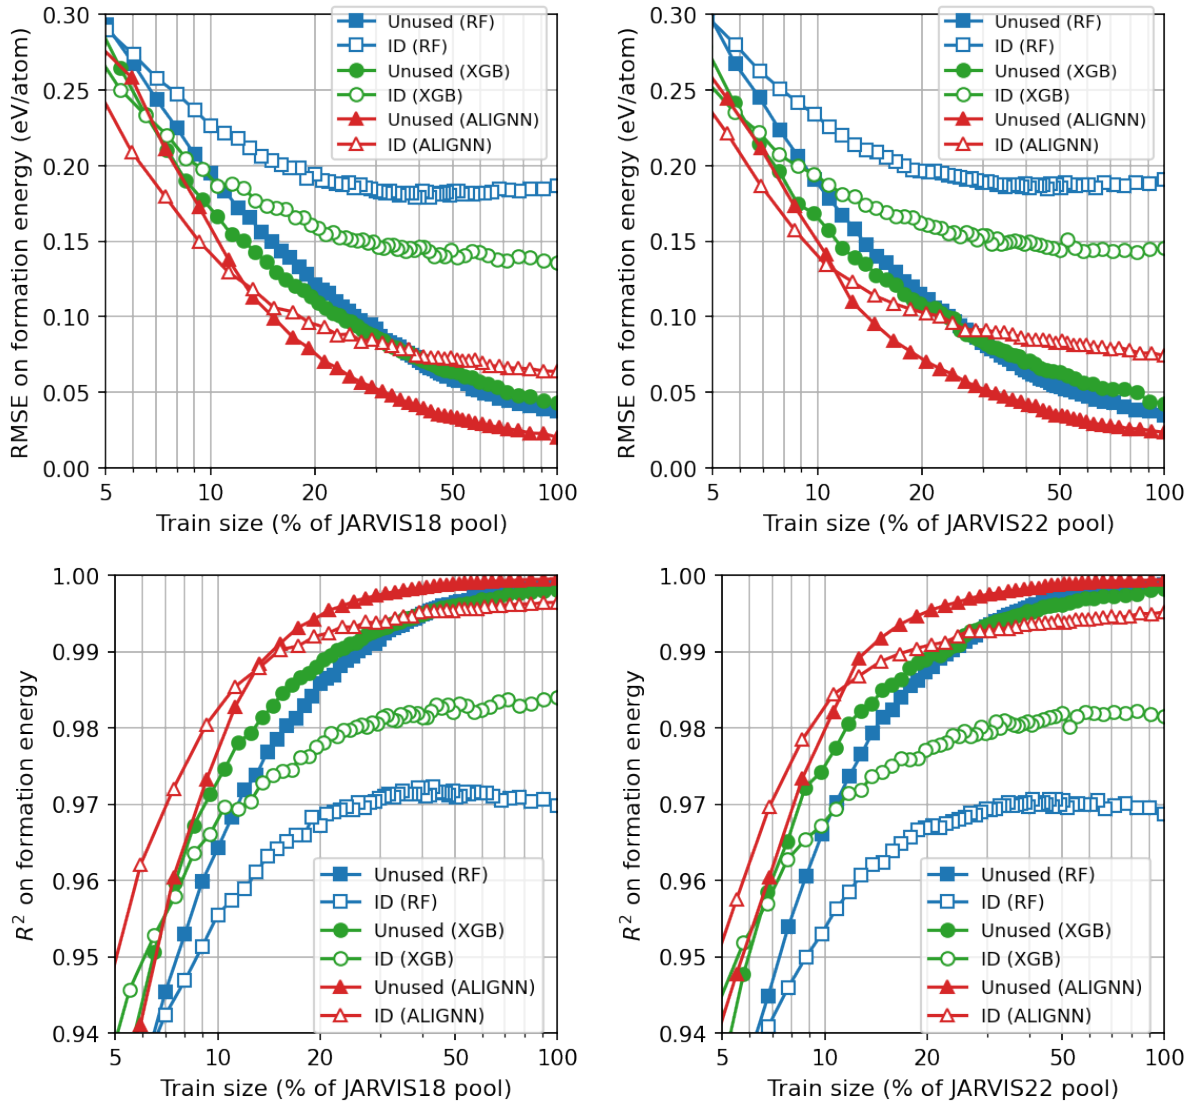 RMSE on formation energy (eV/atom)
0.30
0.25
0.20
0.15
0.10
0.05
0.00
Unused (RF)
ID (RF)
Unused (XGB)
ID (XGB)
Unused (ALIGNN)
ID (ALIGNN)
5 10 20 50 100
Train size (% of JARVIS18 pool)
RMSE on formation energy (eV/atom)
0.30
0.25
0.20
0.15
0.10
0.05
0.00
Unused (RF)
ID (RF)
Unused (XGB)
ID (XGB)
Unused (ALIGNN)
ID (ALIGNN)
5 10 20 50 100
Train size (% of JARVIS22 pool)
R² on formation energy
1.00
0.99
0.98
0.97
0.96
0.95
0.94
Unused (RF)
ID (RF)
Unused (XGB)
ID (XGB)
Unused (ALIGNN)
ID (ALIGNN)
5 10 20 50 100
Train size (% of JARVIS18 pool)
R² on formation energy
1.00
0.99
0.98
0.97
0.96
0.95
0.94
Unused (RF)
ID (RF)
Unused (XGB)
ID (XGB)
Unused (ALIGNN)
ID (ALIGNN)
5 10 20 50 100
Train size (% of JARVIS22 pool)